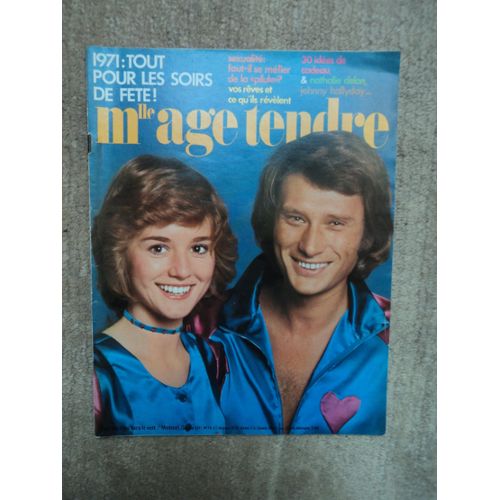 1971: TOUT
POUR LES SOIRS
DE FETE!
sexualité:
faut-il se méfier
de la «pilule»?
vos rêves et
ce qu'ils révèlent
30 idées de
cadeau
& nathalie delon,
johnny hallyday...
mlle age tendre